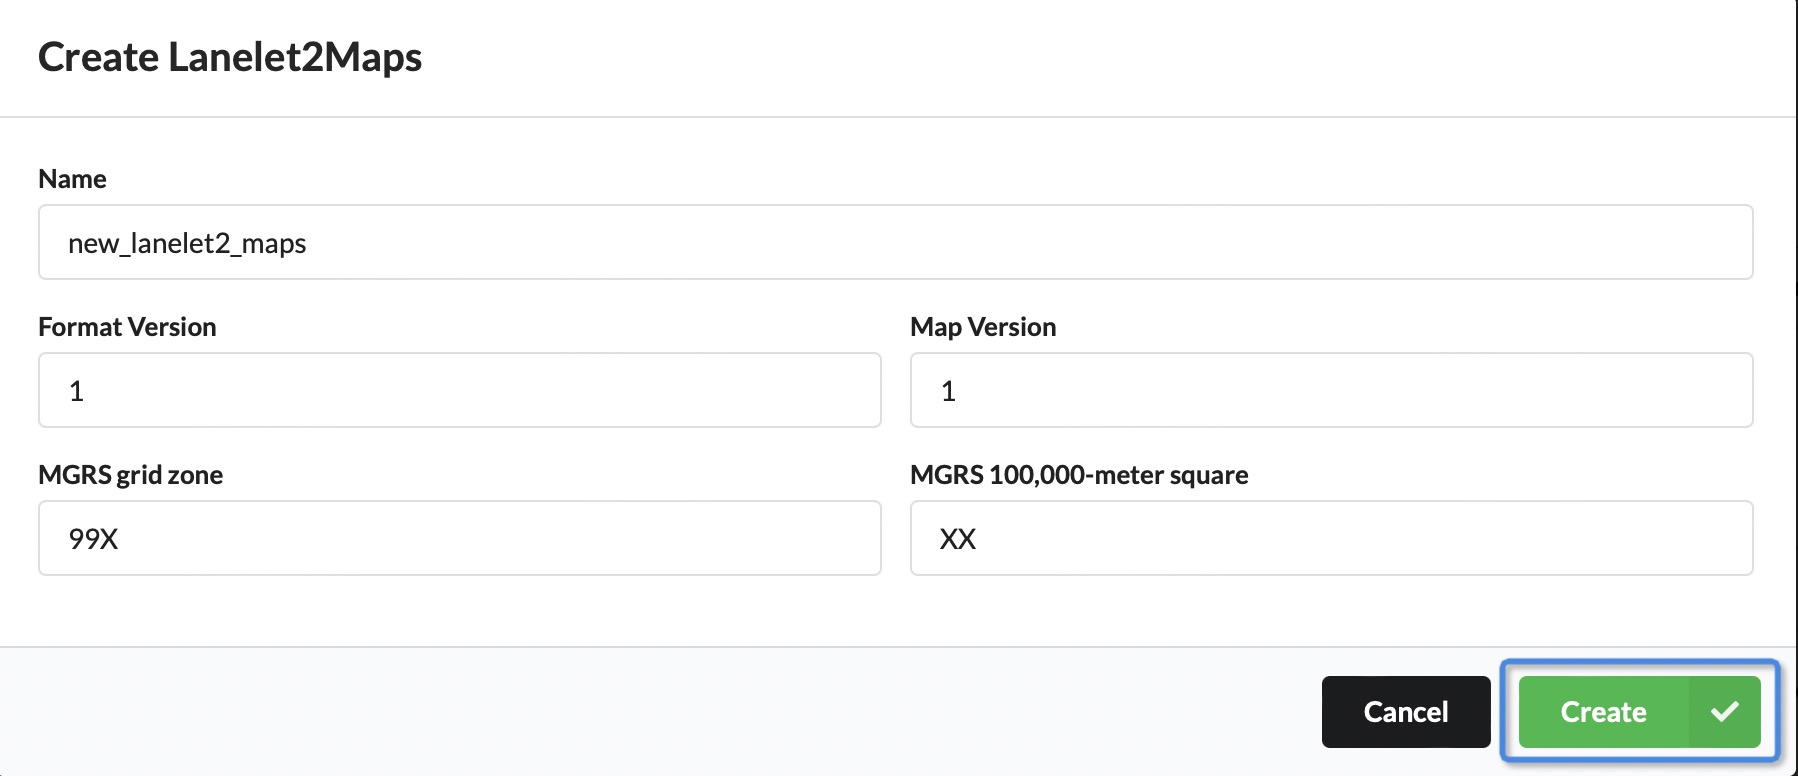 Create Lanelet2Maps
Name
new_lanelet2_maps
Format Version
Map Version
1
1
MGRS grid zone
MGRS 100,000-meter square
99X
XX
Cancel
Create